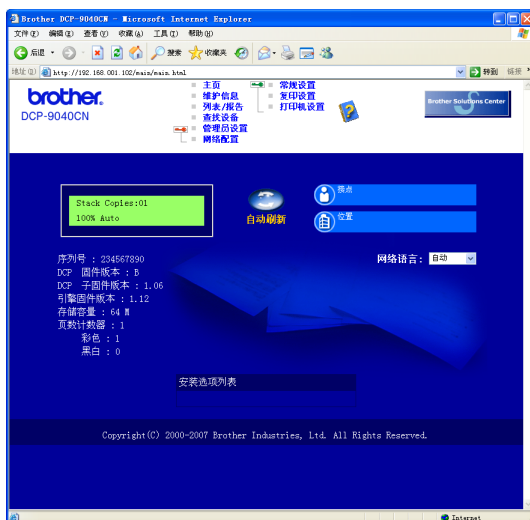 Brother DCP-9040CN - Microsoft Internet Explorer
文件(F) 编辑(E) 查看(V) 收藏(A) 工具(T) 帮助(H)
后退 搜索 收藏夹
地址(D) http://192.168.001.102/main/main.html 转到 链接
brother.
DCP-9040CN
主页
维护信息
列表/报告
查找设备
管理员设置
网络配置
常规设置
复印设置
打印机设置
Brother Solutions Center
Stack Copies:01
100% Auto
自动刷新
接点
位置
序列号 : 234567890
网络语言: 自动
DCP 固件版本 : B
DCP 子固件版本 : 1.06
引擎固件版本 : 1.12
存储容量 : 64 M
页数计数器 : 1
彩色 : 1
黑白 : 0
安装选项列表
Copyright(C) 2000-2007 Brother Industries, Ltd. All Rights Reserved.
Internet